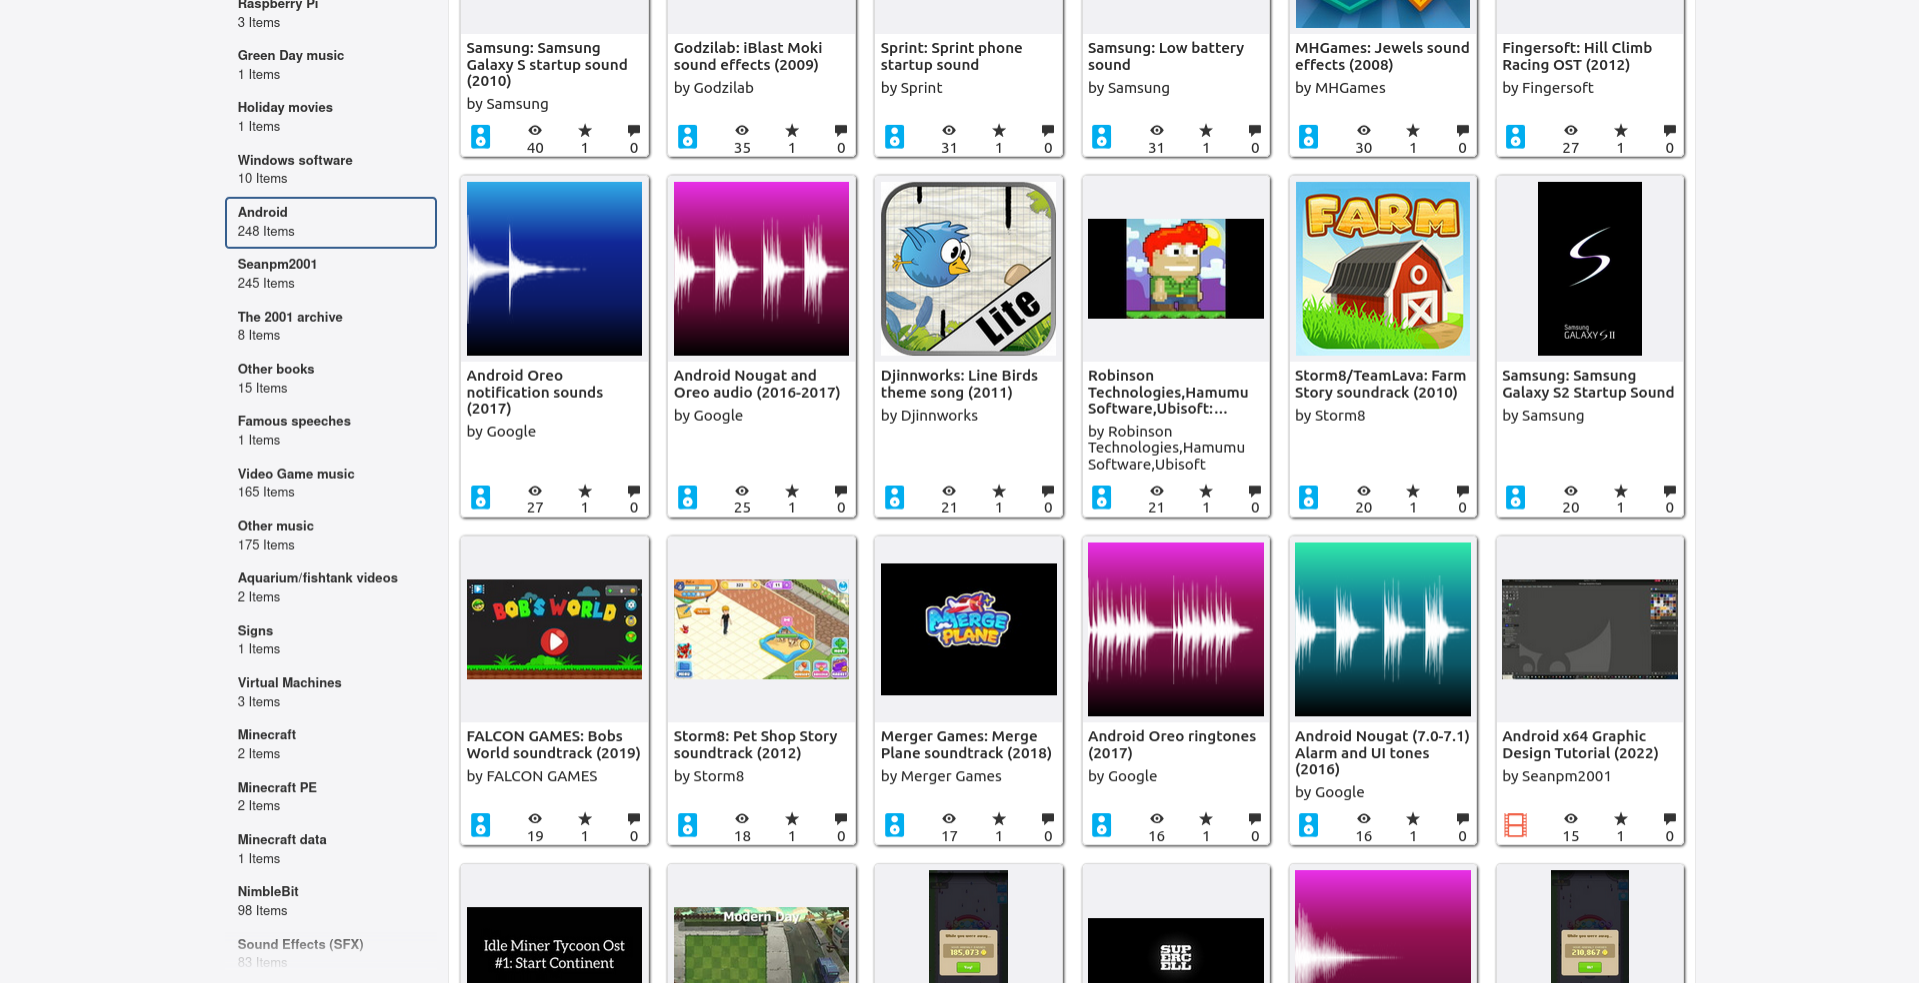 Raspberry Pi
3 Items
Green Day music
1 Items
Holiday movies
1 Items
Windows software
10 Items
Android
248 Items
Seanpm2001
245 Items
The 2001 archive
8 Items
Other books
15 Items
Famous speeches
1 Items
Video Game music
165 Items
Other music
175 Items
Aquarium/fishtank videos
2 Items
Signs
1 Items
Virtual Machines
3 Items
Minecraft
2 Items
Minecraft PE
2 Items
Minecraft data
1 Items
NimbleBit
98 Items
Sound Effects (SFX)
83 Items
Samsung: Samsung
Galaxy S startup sound
(2010)
by Samsung
40 1 0
Godzilab: iBlast Moki
sound effects (2009)
by Godzilab
35 1 0
Sprint: Sprint phone
startup sound
by Sprint
31 1 0
Samsung: Low battery
sound
by Samsung
31 1 0
MHGames: Jewels sound
effects (2008)
by MHGames
30 1 0
Fingersoft: Hill Climb
Racing OST (2012)
by Fingersoft
27 1 0
Android Oreo
notification sounds
(2017)
by Google
27 1 0
Android Nougat and
Oreo audio (2016-2017)
by Google
25 1 0
Lite
Djinnworks: Line Birds
theme song (2011)
by Djinnworks
21 1 0
Robinson
Technologies,Hamumu
Software,Ubisoft:...
by Robinson
Technologies,Hamumu
Software,Ubisoft
21 1 0
FARM
Storm8/TeamLava: Farm
Story soundrack (2010)
by Storm8
20 1 0
S
Samsung
GALAXY S II
Samsung: Samsung
Galaxy S2 Startup Sound
by Samsung
20 1 0
BOB'S WORLD
FALCON GAMES: Bobs
World soundtrack (2019)
by FALCON GAMES
19 1 0
Storm8: Pet Shop Story
soundtrack (2012)
by Storm8
18 1 0
MERGE
PLANE
Merger Games: Merge
Plane soundtrack (2018)
by Merger Games
17 1 0
Android Oreo ringtones
(2017)
by Google
16 1 0
Android Nougat (7.0-7.1)
Alarm and UI tones
(2016)
by Google
16 1 0
Android x64 Graphic
Design Tutorial (2022)
by Seanpm2001
15 1 0
Idle Miner Tycoon Ost
#1: Start Continent
Modern Day
While you were away...
185,073
SUP
ERC
ELL
While you were away...
210,867